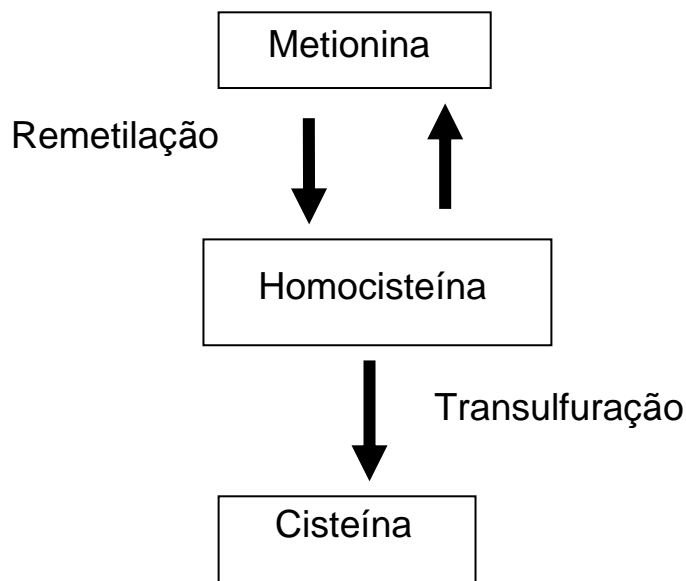 Metionina
Remetilação
Homocisteína
Transulfuração
Cisteína